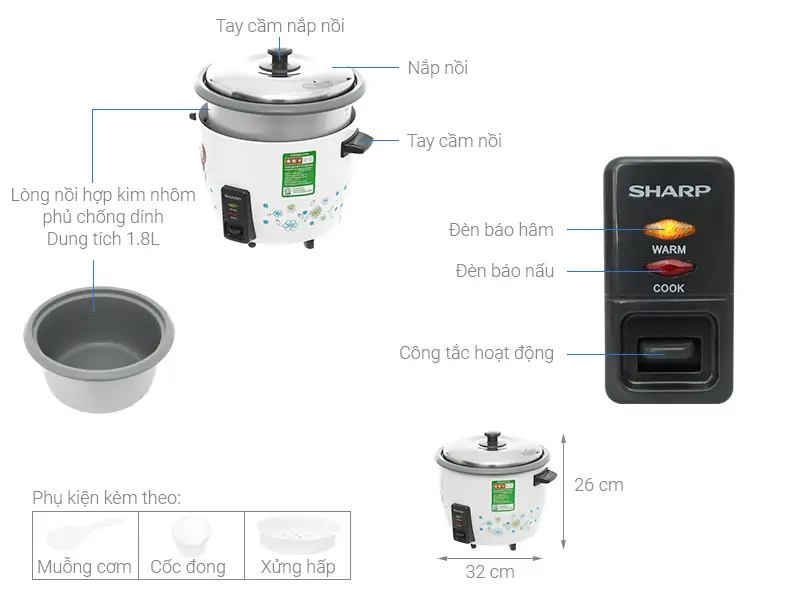 Tay cầm nắp nồi
Nắp nồi
Tay cầm nồi
Lòng nồi hợp kim nhôm
phủ chống dính
Dung tích 1.8L
SHARP
Đèn báo hâm
WARM
Đèn báo nấu
COOK
Công tắc hoạt động
26 cm
32 cm
Phụ kiện kèm theo:
Muỗng cơm
Cốc đong
Xửng hấp